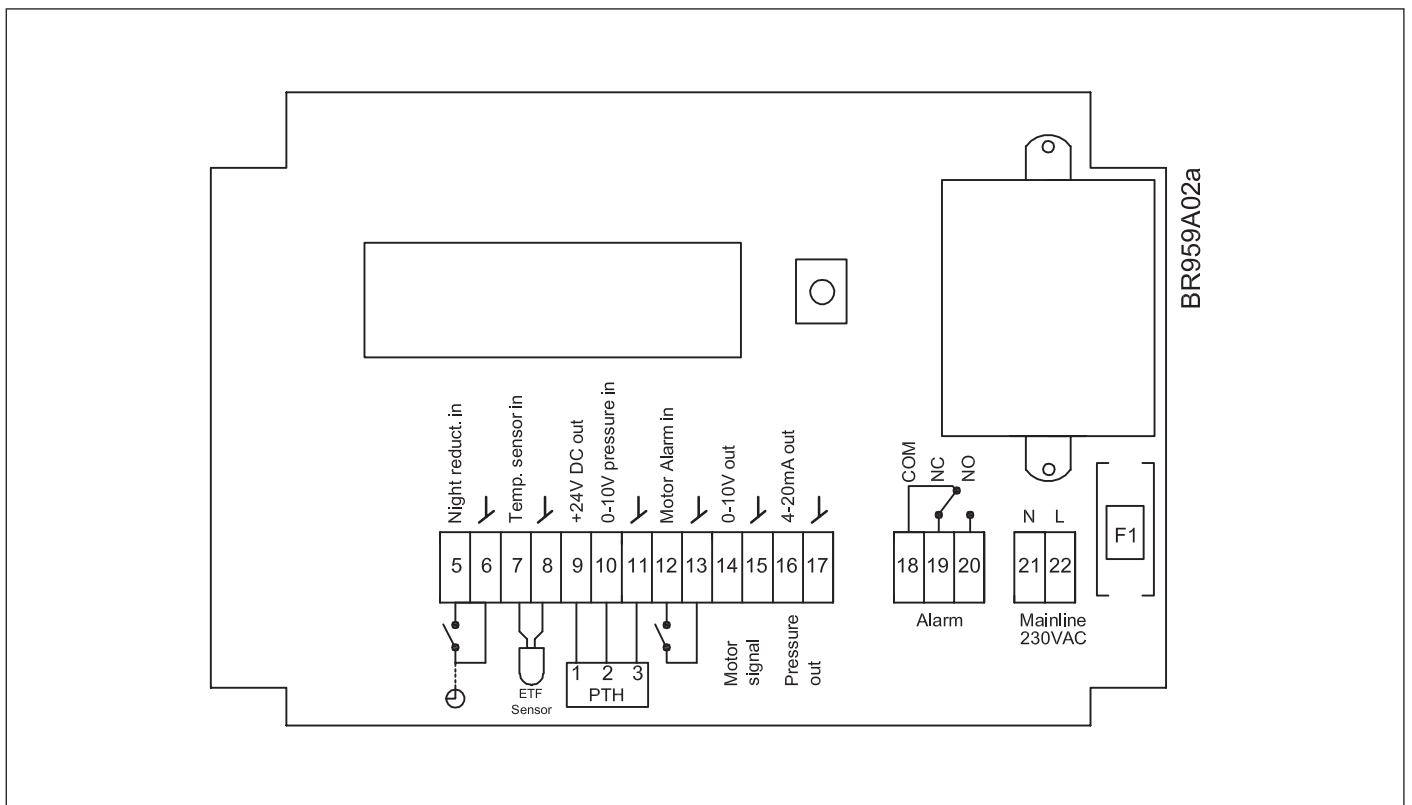 BR959A02a
Night reduct. in
Temp. sensor in
+24V DC out
0-10V pressure in
Motor Alarm in
0-10V out
4-20mA out
COM
NC
NO
N L
F1
5 6 7 8 9 10 11 12 13 14 15 16 17
18 19 20
21 22
Alarm
Mainline
230VAC
Motor
signal
Pressure
out
1 2 3
PTH
ETF
Sensor